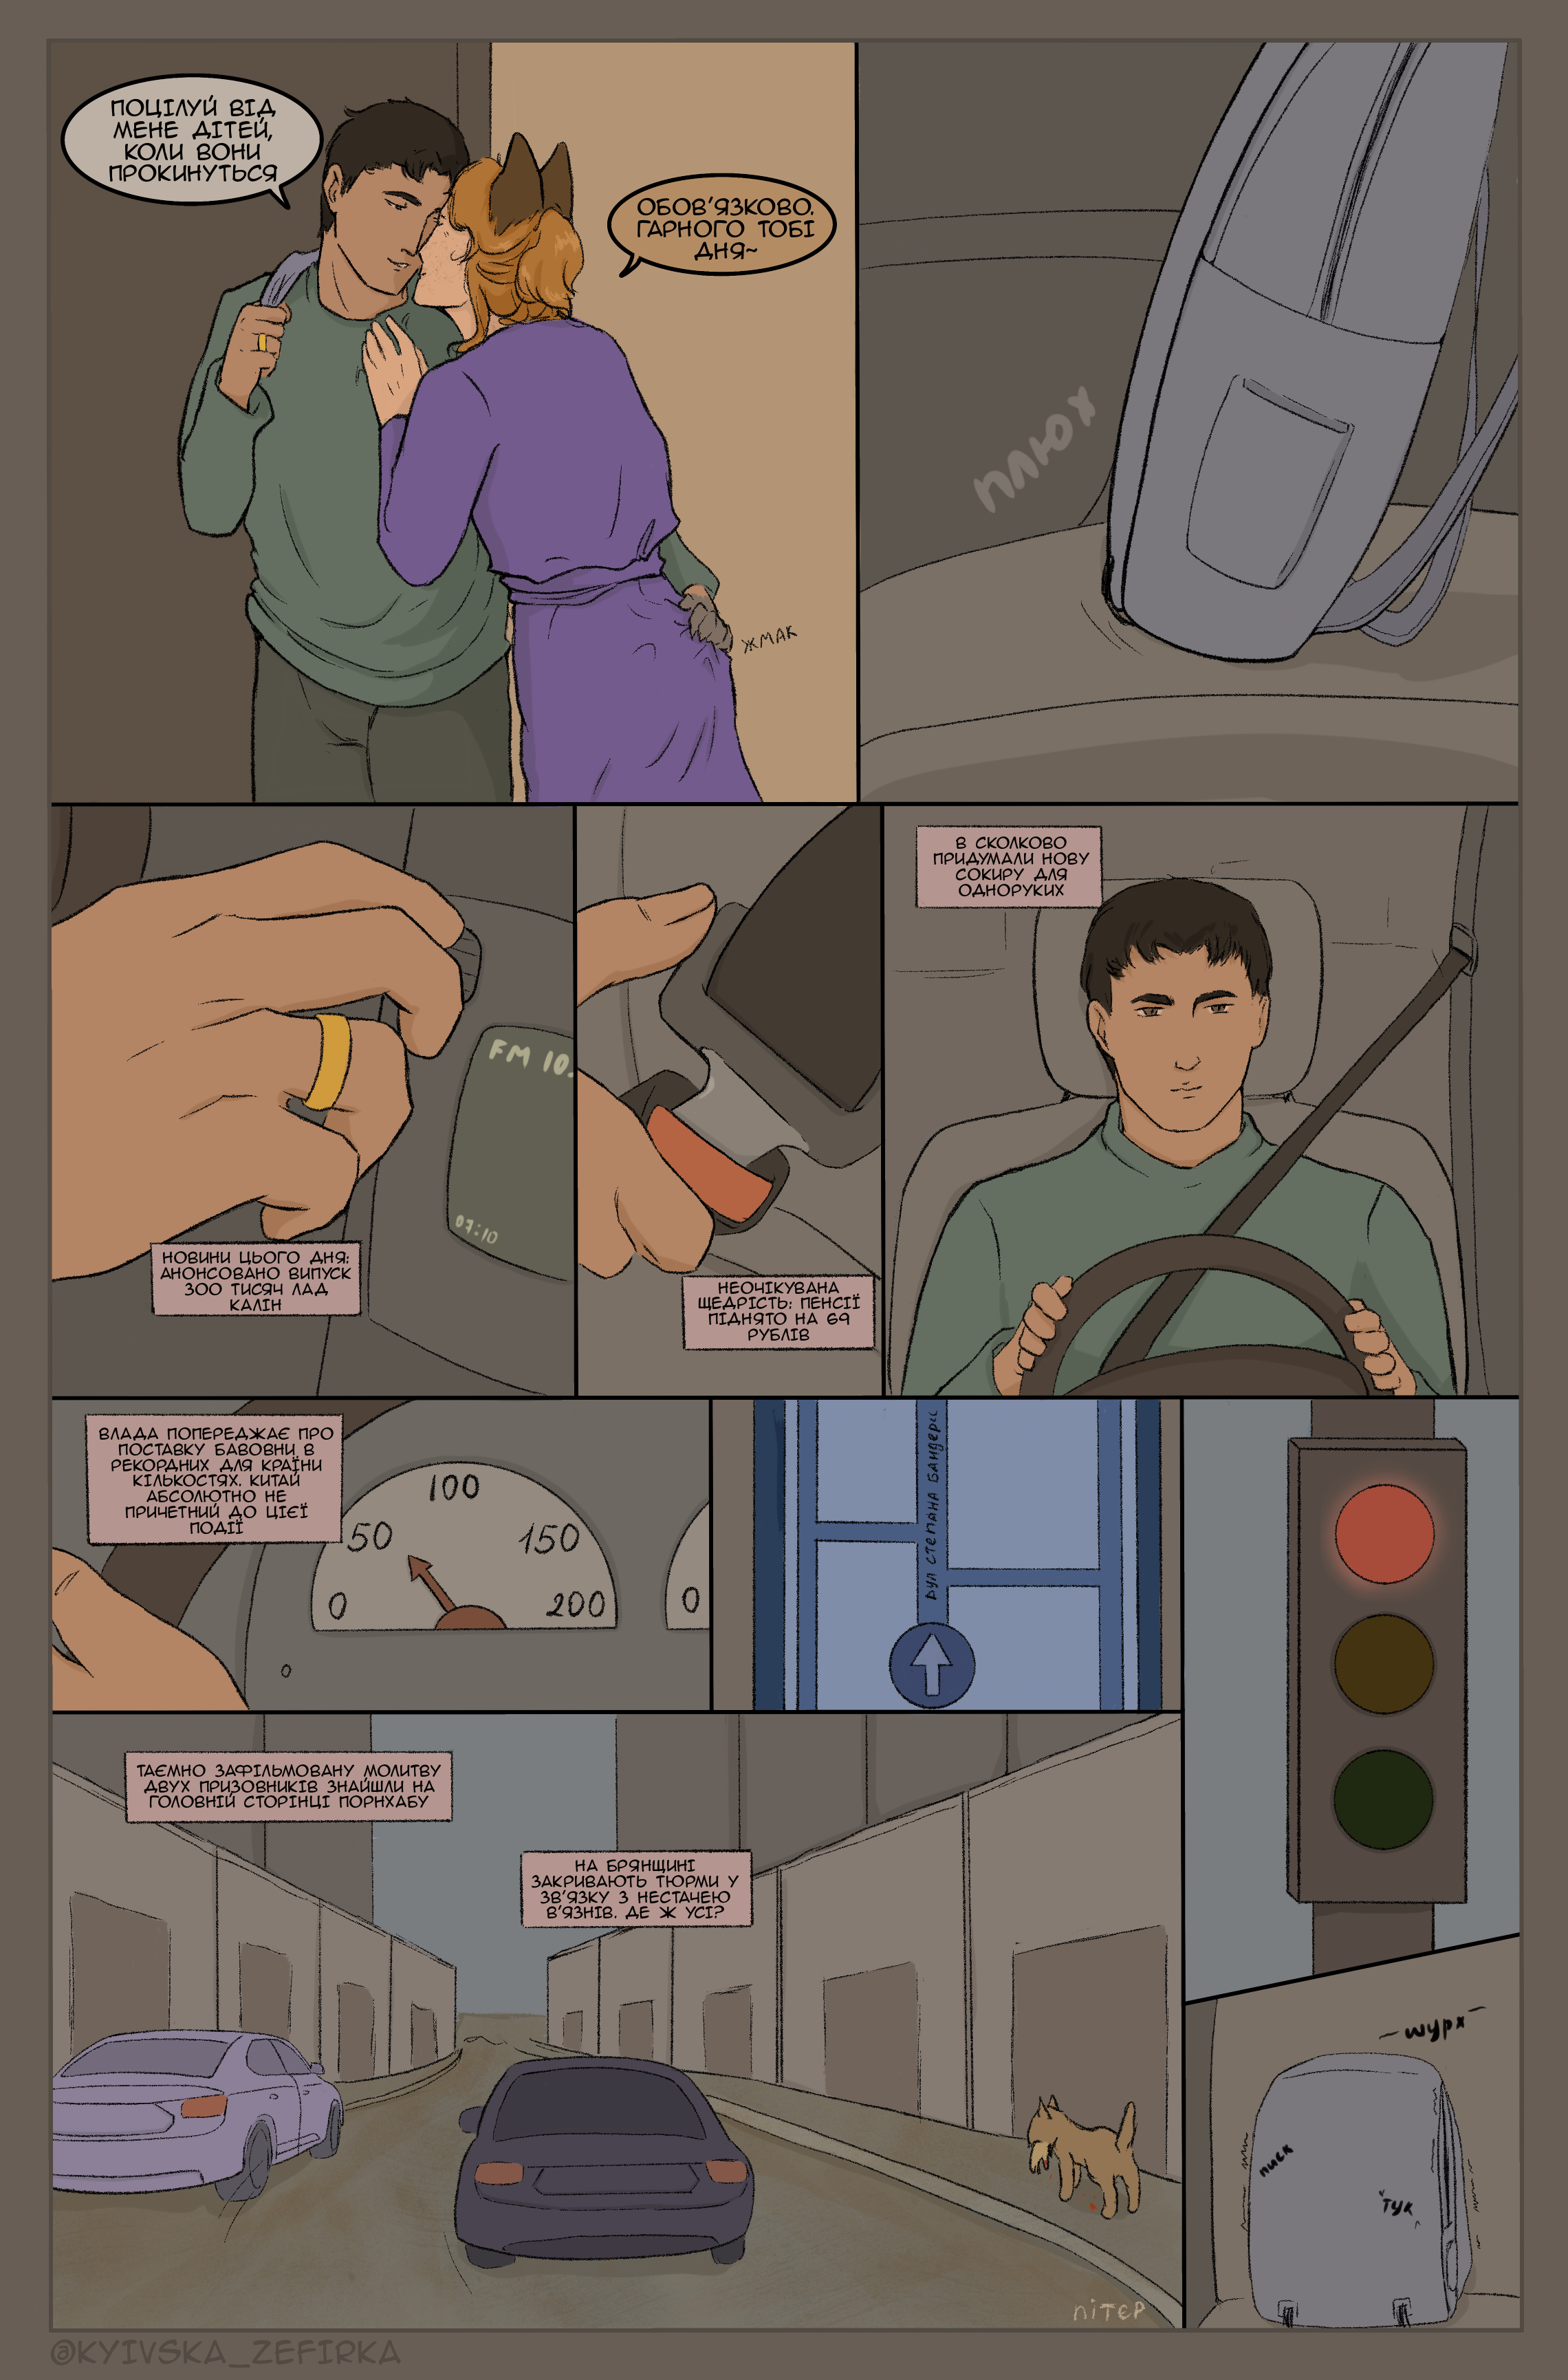 ПОЦІЛУЙ ВІД
МЕНЕ ДІТЕЙ,
КОЛИ ВОНИ
ПРОКИНУТЬСЯ
ОБОВ'ЯЗКОВО.
ГАРНОГО ТОБІ
ДНЯ~
ЖМАК
ПЛЮХ
FM 10.
07:10
НОВИНИ ЦЬОГО ДНЯ:
АНОНСОВАНО ВИПУСК
300 ТИСЯЧ ЛАД
КАЛІН
НЕОЧІКУВАНА
ЩЕДРІСТЬ: ПЕНСІЇ
ПІДНЯТО НА 69
РУБЛІВ
В СКОЛКОВО
ПРИДУМАЛИ НОВУ
СОКИРУ ДЛЯ
ОДНОРУКИХ
ВЛАДА ПОПЕРЕДЖАЄ ПРО
ПОСТАВКУ БАВОВНИ В
РЕКОРДНИХ ДЛЯ КРАЇНИ
КІЛЬКОСТЯХ. КИТАЙ
АБСОЛЮТНО НЕ
ПРИЧЕТНИЙ ДО ЦІЄЇ
ПОДІЇ
0
50
100
150
200
0
0
ВУЛ СТЕПАНА БАНДЕРИ
ТАЄМНО ЗАФІЛЬМОВАНУ МОЛИТВУ
ДВУХ ПРИЗОВНИКІВ ЗНАЙШЛИ НА
ГОЛОВНІЙ СТОРІНЦІ ПОРНХАБУ
НА БРЯНЩИНІ
ЗАКРИВАЮТЬ ТЮРМИ У
ЗВ'ЯЗКУ З НЕСТАЧЕЮ
В'ЯЗНІВ. ДЕ Ж УСІ?
ПІТЕР
ШУРХ
ПИСК
ТУК
@KYIVSKA_ZEFIRKA